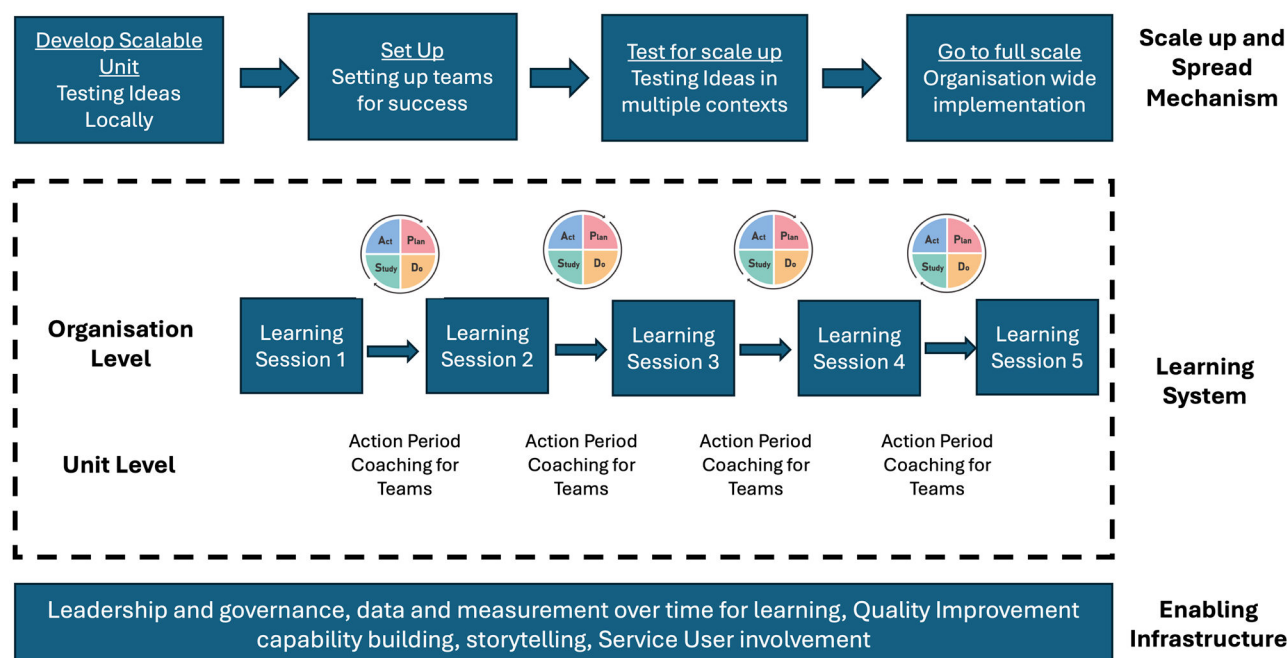 Develop Scalable
Unit
Testing Ideas
Locally
Set Up
Setting up teams
for success
Test for scale up
Testing Ideas in
multiple contexts
Go to full scale
Organisation wide
implementation
Scale up and
Spread
Mechanism
Act Plan
Study Do
Act Plan
Study Do
Act Plan
Study Do
Act Plan
Study Do
Organisation
Level
Learning
Session 1
Learning
Session 2
Learning
Session 3
Learning
Session 4
Learning
Session 5
Learning
System
Unit Level
Action Period
Coaching for
Teams
Action Period
Coaching for
Teams
Action Period
Coaching for
Teams
Action Period
Coaching for
Teams
Leadership and governance, data and measurement over time for learning, Quality Improvement
capability building, storytelling, Service User involvement
Enabling
Infrastructure